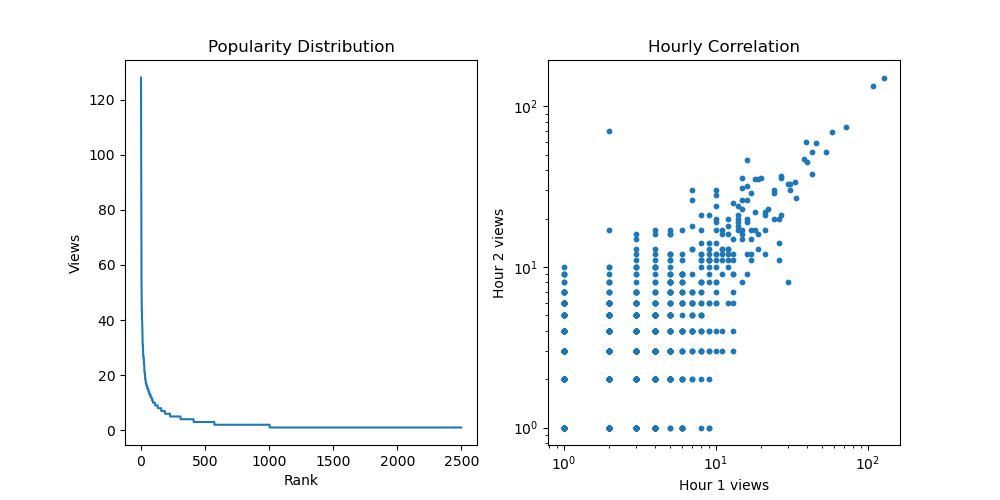 Popularity Distribution
Views
120
100
80
60
40
20
0
0 500 1000 1500 2000 2500
Rank
Hourly Correlation
Hour 2 views
10²
10¹
10⁰
10⁰ 10¹ 10²
Hour 1 views